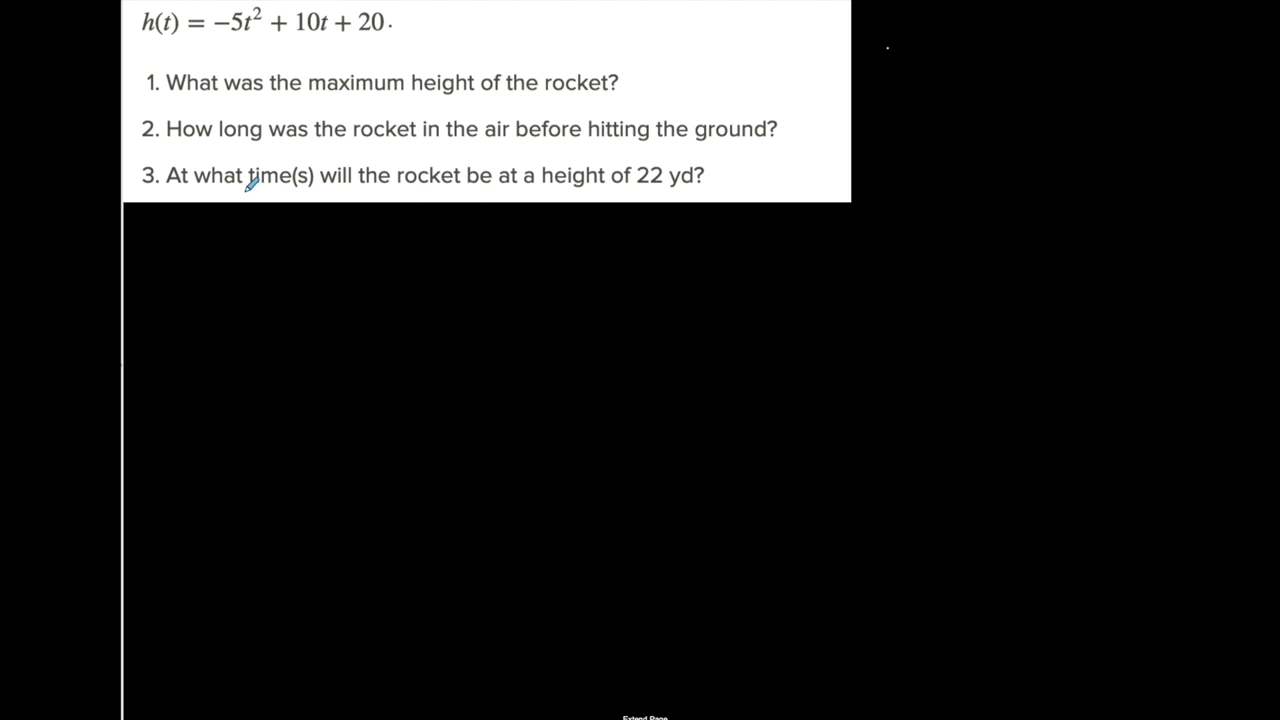 h(t) = −5t² + 10t + 20.
1. What was the maximum height of the rocket?
2. How long was the rocket in the air before hitting the ground?
3. At what time(s) will the rocket be at a height of 22 yd?
Extend Page